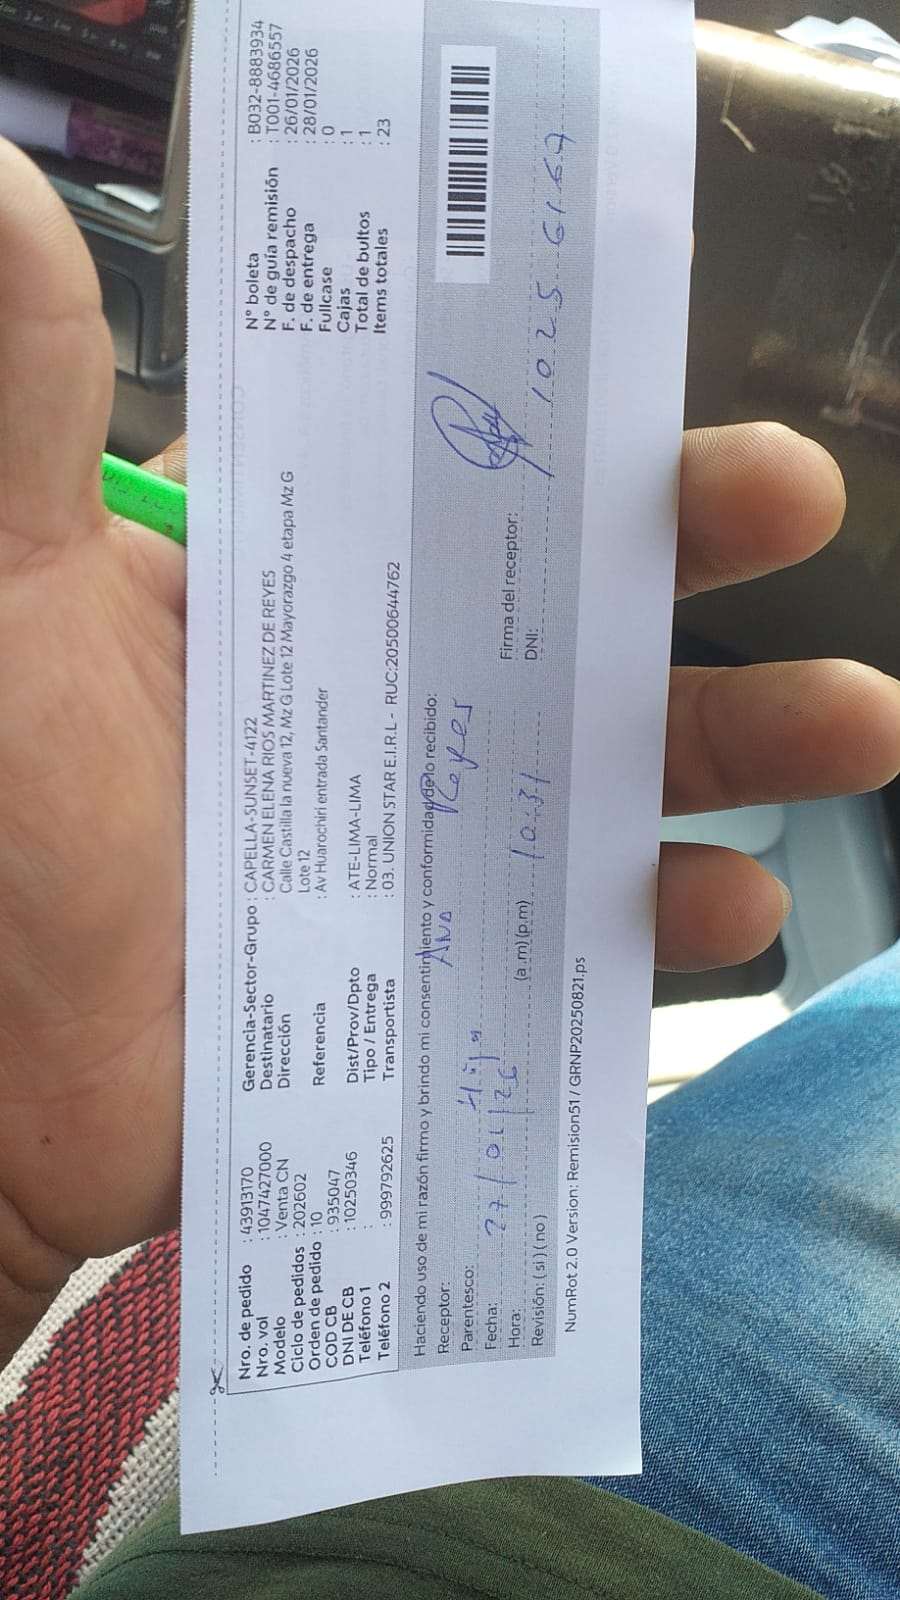 Nro. de pedido : 43913170
Nro. vol : 1047427000
Modelo : Venta CN
Ciclo de pedidos : 202602
Orden de pedido : 10
COD CB : 935047
DNI DE CB : 10250346
Teléfono 1 :
Teléfono 2 : 999792625
Gerencia-Sector-Grupo : CAPELLA-SUNSET-4122
Destinatario : CARMEN ELENA RIOS MARTINEZ DE REYES
Dirección Calle Castilla la nueva 12, Mz G Lote 12 Mayorazgo 4 etapa Mz G
Lote 12
Referencia : Av Huarochiri entrada Santander
Dist/Prov/Dpto : ATE-LIMA-LIMA
Tipo / Entrega : Normal
Transportista : 03. UNION STAR E.I.R.L - RUC:20500644762
N° boleta : B032-8883934
N° de guía remisión : T001-4686557
F. de despacho : 26/01/2026
F. de entrega : 28/01/2026
Fullcase : 0
Cajas : 1
Total de bultos : 1
Items totales : 23
Haciendo uso de mi razón firmo y brindo mi consentimiento y conformidad de lo recibido:
Receptor: Ana Reyes
Parentesco: Hija
Fecha: 27/01/26
Hora: (a.m)(p.m) 10:31
Revisión: ( si ) ( no )
Firma del receptor:
DNI: 10256167
NumRot 2.0 Version: Remision51 / GRNP20250821.ps